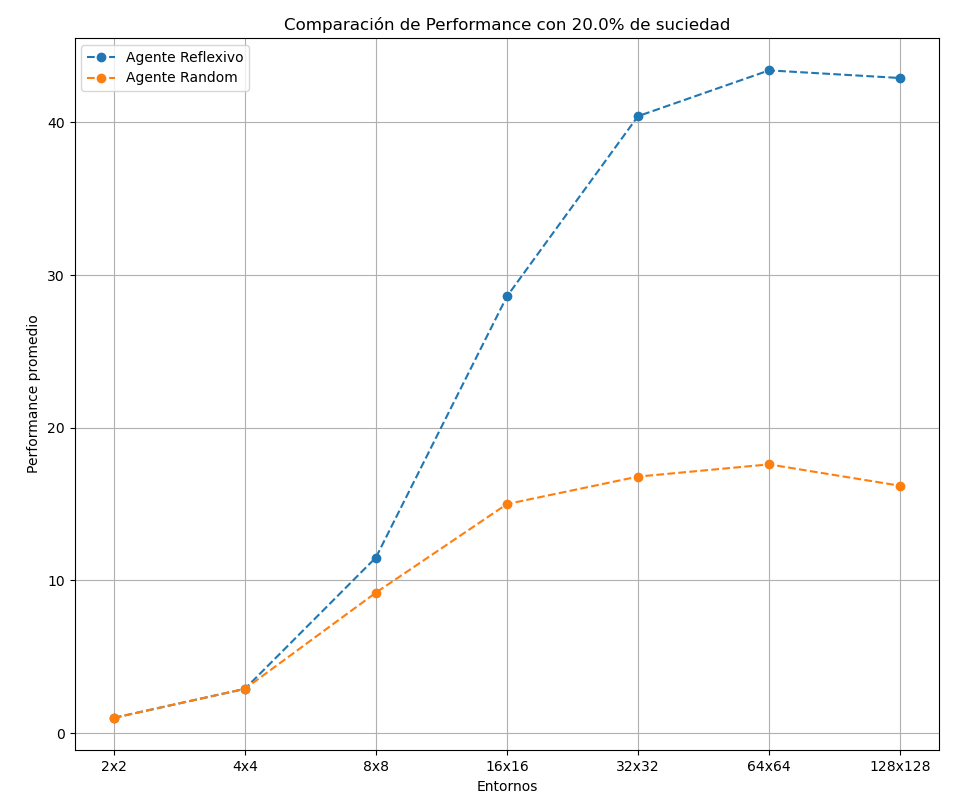 Comparación de Performance con 20.0% de suciedad
Agente Reflexivo
Agente Random
Performance promedio
40
30
20
10
0
2x2 4x4 8x8 16x16 32x32 64x64 128x128
Entornos